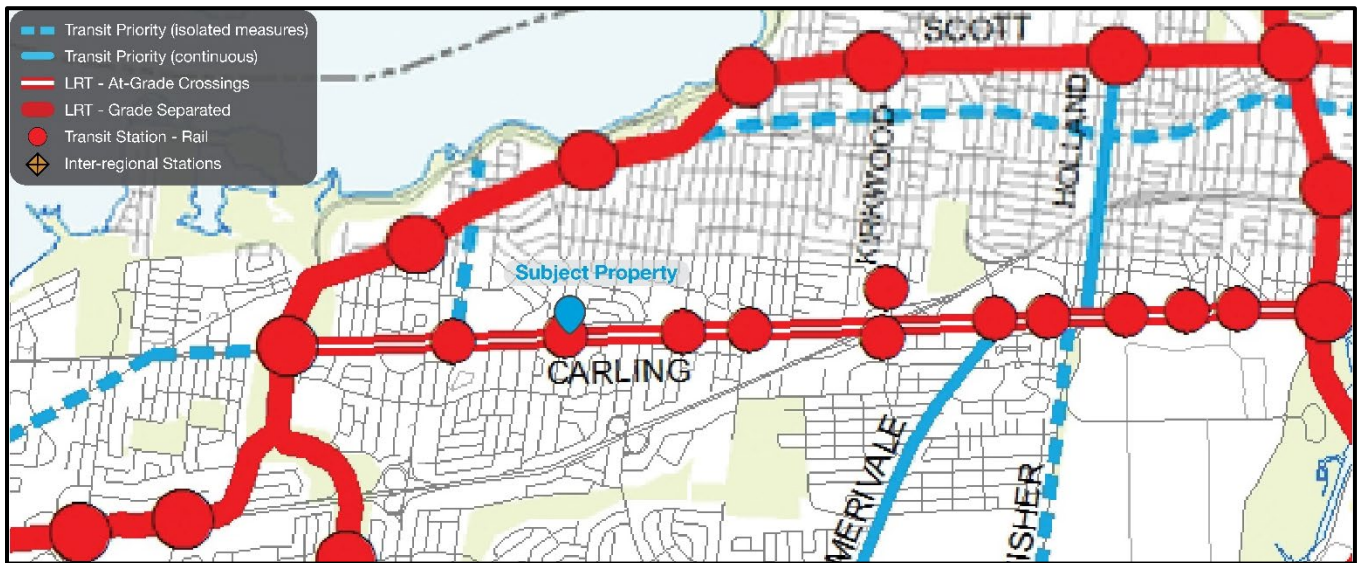 Transit Priority (isolated measures)
Transit Priority (continuous)
LRT - At-Grade Crossings
LRT - Grade Separated
Transit Station - Rail
Inter-regional Stations
SCOTT
HOLLAND
KIRKWOOD
Subject Property
CARLING
MERIVALE
ISHER